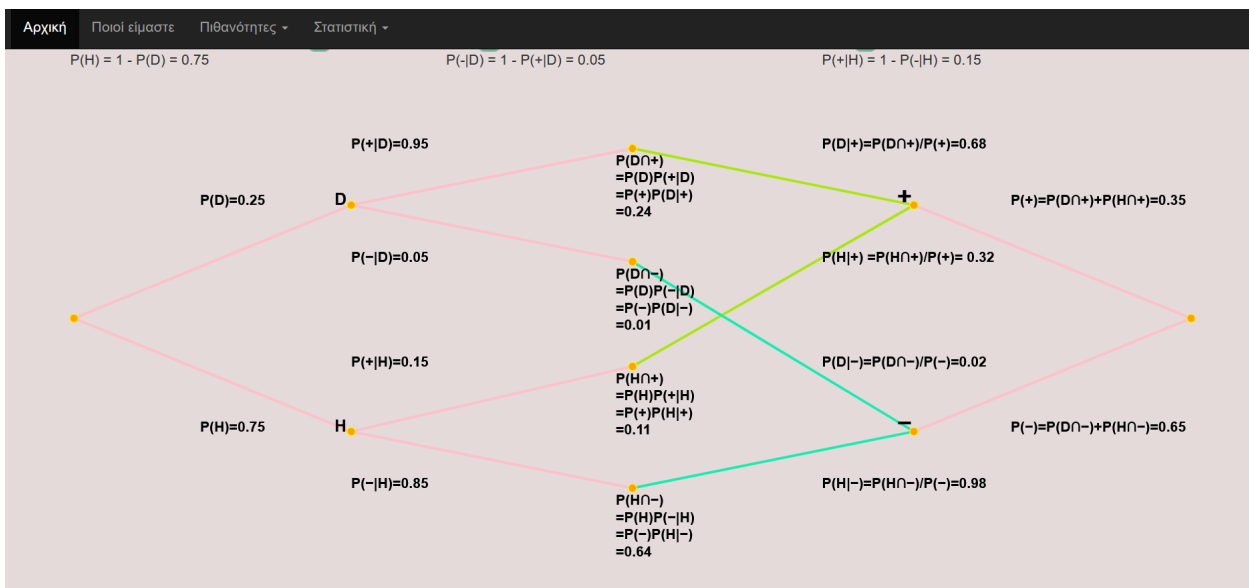 Αρχική Ποιοί είμαστε Πιθανότητες Στατιστική
P(H) = 1 - P(D) = 0.75 P(-|D) = 1 - P(+|D) = 0.05 P(+|H) = 1 - P(-|H) = 0.15
P(+|D)=0.95 P(D|+)=P(D∩+)/P(+)=0.68
P(D∩+)
=P(D)P(+|D)
=P(+)P(D|+)
=0.24
P(D)=0.25 D + P(+)=P(D∩+)+P(H∩+)=0.35
P(−|D)=0.05 P(H|+) =P(H∩+)/P(+)= 0.32
P(D∩−)
=P(D)P(−|D)
=P(−)P(D|−)
=0.01
P(+|H)=0.15 P(D|−)=P(D∩−)/P(−)=0.02
P(H∩+)
=P(H)P(+|H)
=P(+)P(H|+)
=0.11
P(H)=0.75 H − P(−)=P(D∩−)+P(H∩−)=0.65
P(−|H)=0.85 P(H|−)=P(H∩−)/P(−)=0.98
P(H∩−)
=P(H)P(−|H)
=P(−)P(H|−)
=0.64